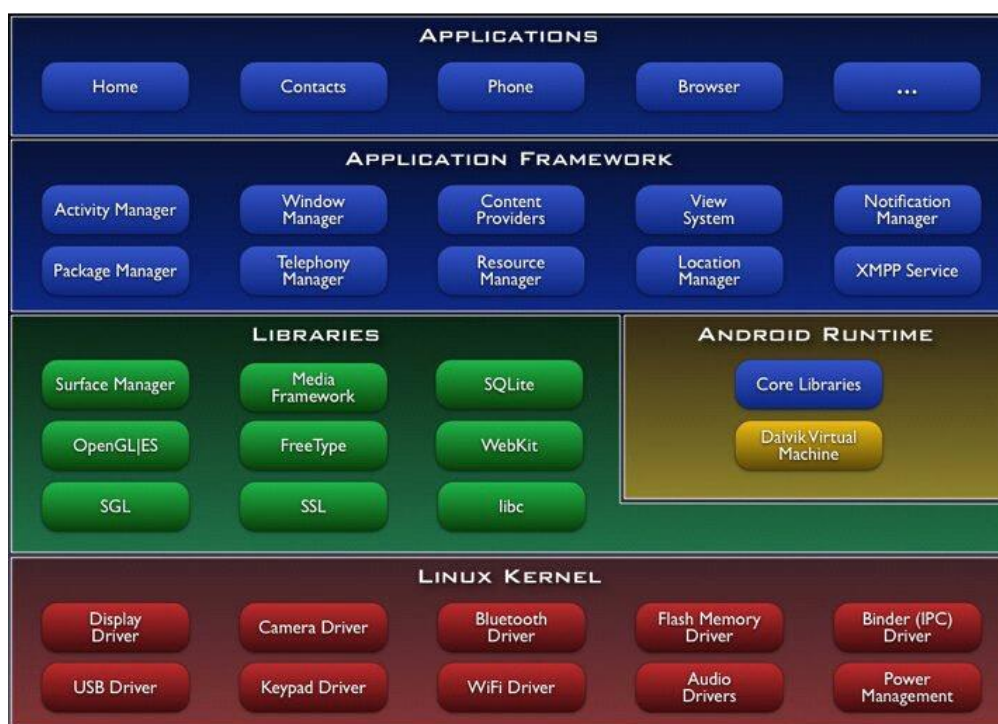 APPLICATIONS
Home
Contacts
Phone
Browser
...
APPLICATION FRAMEWORK
Activity Manager
Window
Manager
Content
Providers
View
System
Notification
Manager
Package Manager
Telephony
Manager
Resource
Manager
Location
Manager
XMPP Service
LIBRARIES
Surface Manager
Media
Framework
SQLite
OpenGL|ES
FreeType
WebKit
SGL
SSL
libc
ANDROID RUNTIME
Core Libraries
Dalvik Virtual
Machine
LINUX KERNEL
Display
Driver
Camera Driver
Bluetooth
Driver
Flash Memory
Driver
Binder (IPC)
Driver
USB Driver
Keypad Driver
WiFi Driver
Audio
Drivers
Power
Management